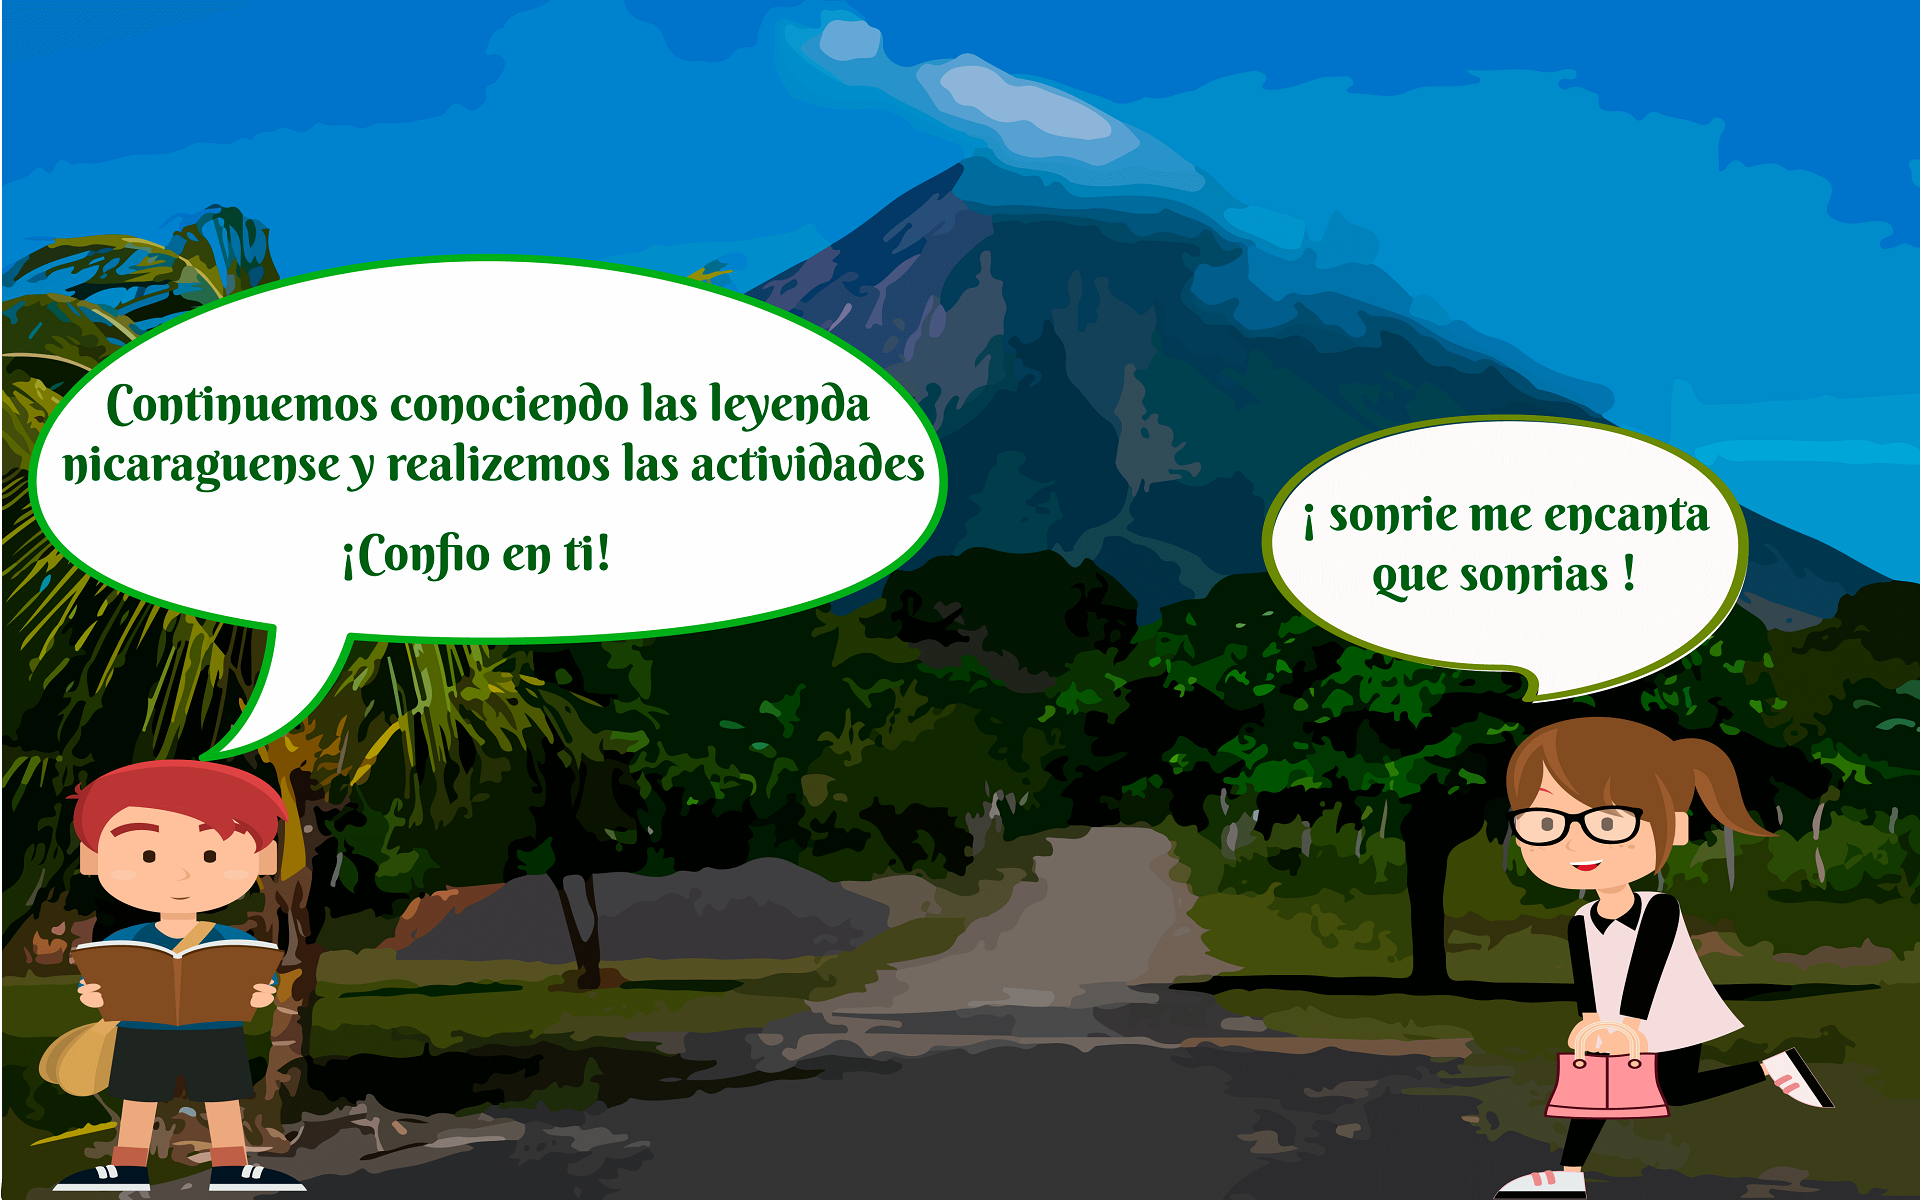 Continuemos conociendo las leyenda
nicaraguense y realizemos las actividades
¡Confio en ti!
¡ sonrie me encanta
que sonrias !